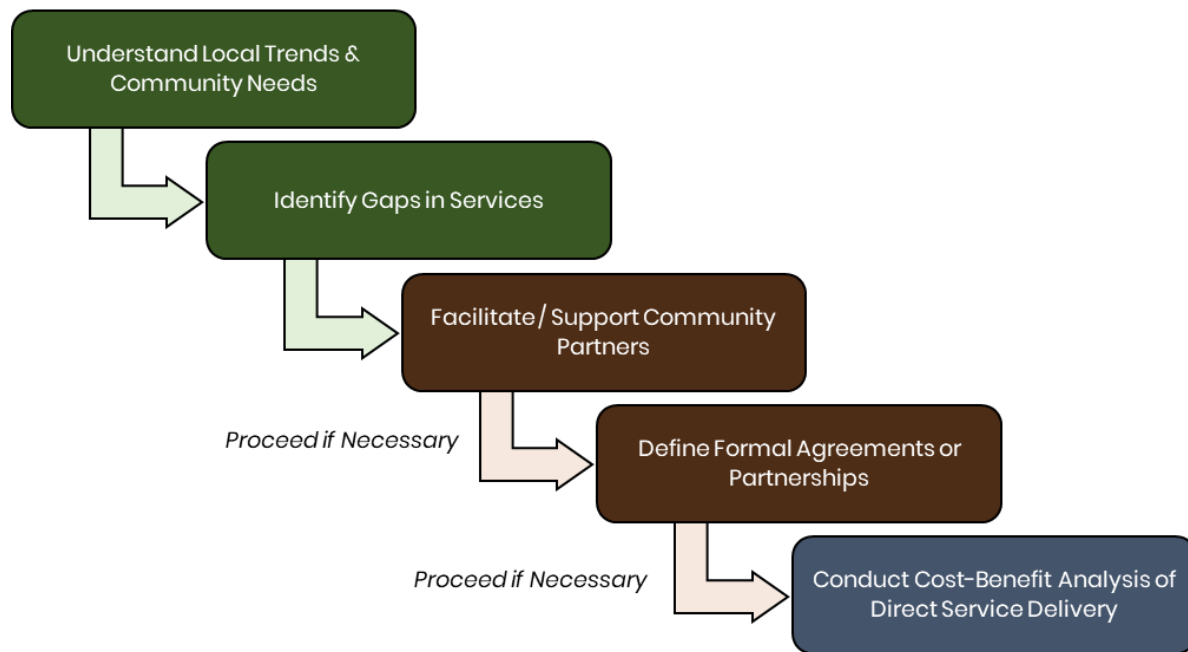 Understand Local Trends &
Community Needs
Identify Gaps in Services
Facilitate / Support Community
Partners
Proceed if Necessary
Define Formal Agreements or
Partnerships
Proceed if Necessary
Conduct Cost-Benefit Analysis of
Direct Service Delivery